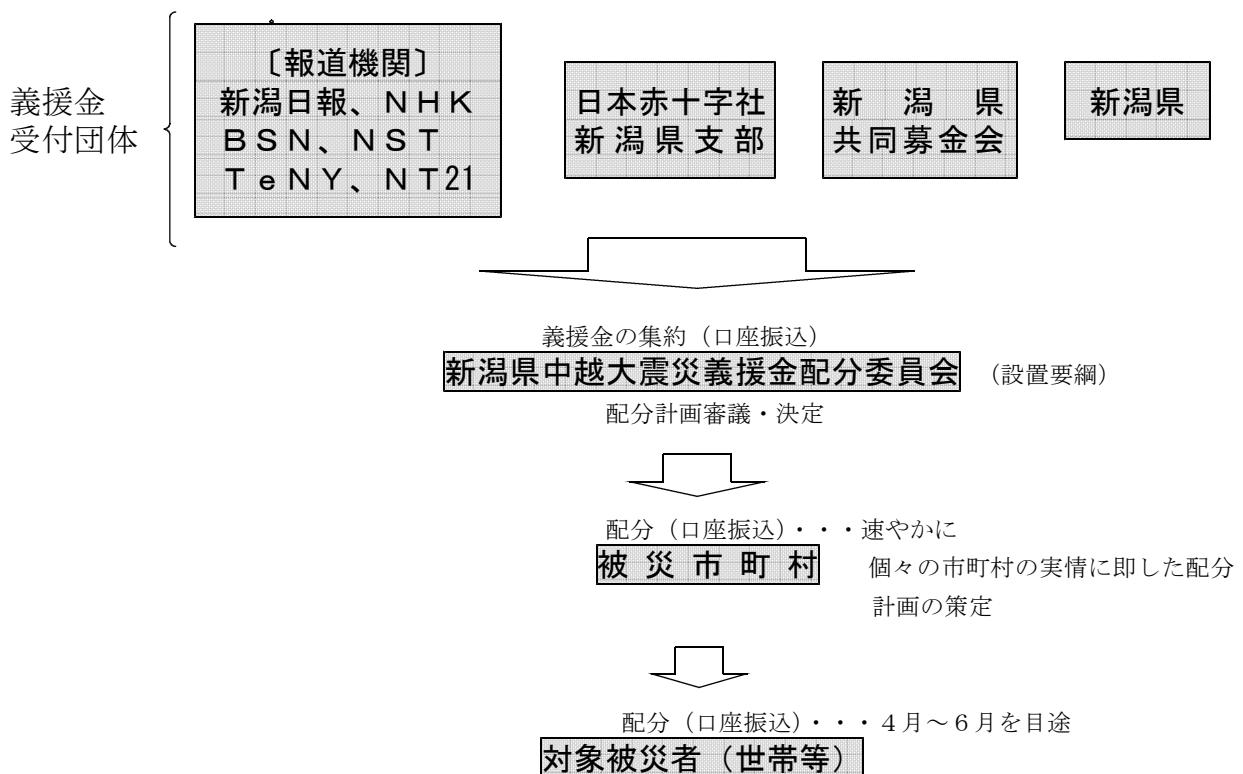 義援金
受付団体
〔報道機関〕
新潟日報、ＮＨＫ
ＢＳＮ、ＮＳＴ
ＴｅＮＹ、ＮＴ21
日本赤十字社
新潟県支部
新潟県
共同募金会
新潟県
義援金の集約（口座振込）
新潟県中越大震災義援金配分委員会 （設置要綱）
配分計画審議・決定
配分（口座振込）・・・速やかに
被災市町村 個々の市町村の実情に即した配分
計画の策定
配分（口座振込）・・・４月～６月を目途
対象被災者（世帯等）